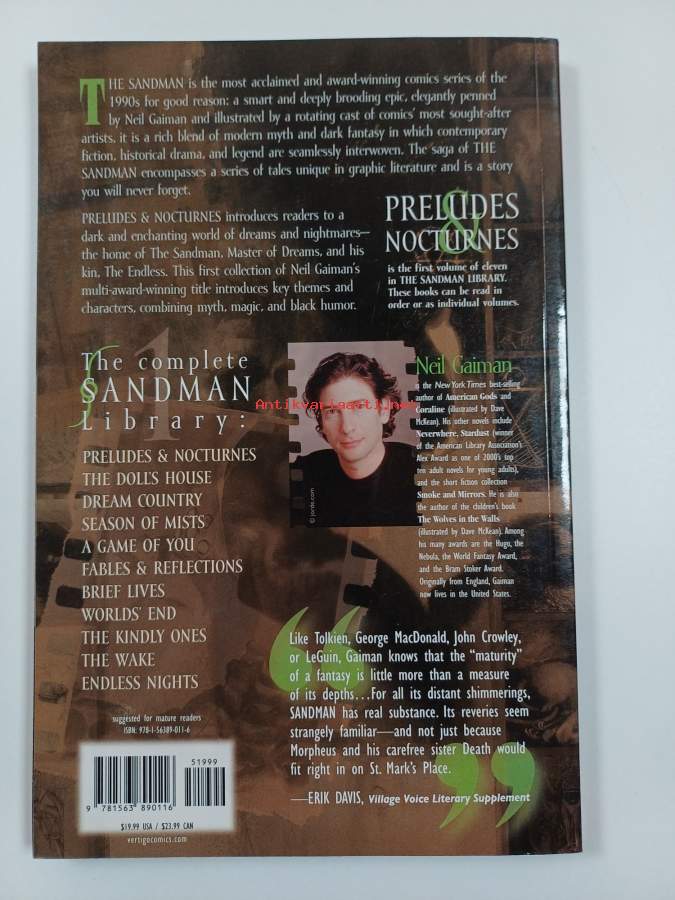 THE SANDMAN is the most acclaimed and award-winning comics series of the
1990s for good reason: a smart and deeply brooding epic, elegantly penned
by Neil Gaiman and illustrated by a rotating cast of comics' most sought-after
artists, it is a rich blend of modern myth and dark fantasy in which contemporary
fiction, historical drama, and legend are seamlessly interwoven. The saga of THE
SANDMAN encompasses a series of tales unique in graphic literature and is a story
you will never forget.
PRELUDES & NOCTURNES introduces readers to a
dark and enchanting world of dreams and nightmares—
the home of The Sandman, Master of Dreams, and his
kin, The Endless. This first collection of Neil Gaiman's
multi-award-winning title introduces key themes and
characters, combining myth, magic, and black humor.
PRELUDES
&
NOCTURNES
is the first volume of eleven
in THE SANDMAN LIBRARY.
These books can be read in
order or as individual volumes.
1
The complete
SANDMAN
Library:
PRELUDES & NOCTURNES
THE DOLL'S HOUSE
DREAM COUNTRY
SEASON OF MISTS
A GAME OF YOU
FABLES & REFLECTIONS
BRIEF LIVES
WORLDS' END
THE KINDLY ONES
THE WAKE
ENDLESS NIGHTS
suggested for mature readers
ISBN: 978-1-56389-011-6
51999
9 781563 890116
$19.99 USA / $23.99 CAN
vertigocomics.com
Antikvariaatti.net
© jorde.com
Neil Gaiman
is the New York Times best-selling
author of American Gods and
Coraline (illustrated by Dave
McKean). His other novels include
Neverwhere, Stardust (winner
of the American Library Association's
Alex Award as one of 2000's top
ten adult novels for young adults),
and the short fiction collection
Smoke and Mirrors. He is also
the author of the children's book
The Wolves in the Walls
(illustrated by Dave McKean). Among
his many awards are the Hugo, the
Nebula, the World Fantasy Award,
and the Bram Stoker Award.
Originally from England, Gaiman
now lives in the United States.
“
Like Tolkien, George MacDonald, John Crowley,
or LeGuin, Gaiman knows that the “maturity”
of a fantasy is little more than a measure
of its depths...For all its distant shimmerings,
SANDMAN has real substance. Its reveries seem
strangely familiar—and not just because
Morpheus and his carefree sister Death would
fit right in on St. Mark's Place.
”
—ERIK DAVIS, Village Voice Literary Supplement